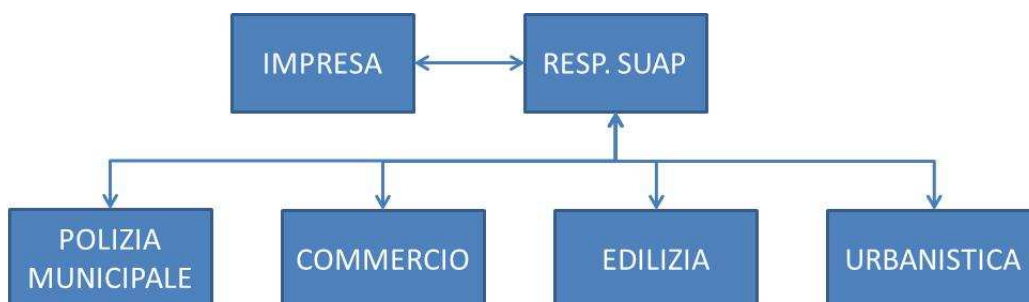 IMPRESA
RESP. SUAP
POLIZIA
MUNICIPALE
COMMERCIO
EDILIZIA
URBANISTICA